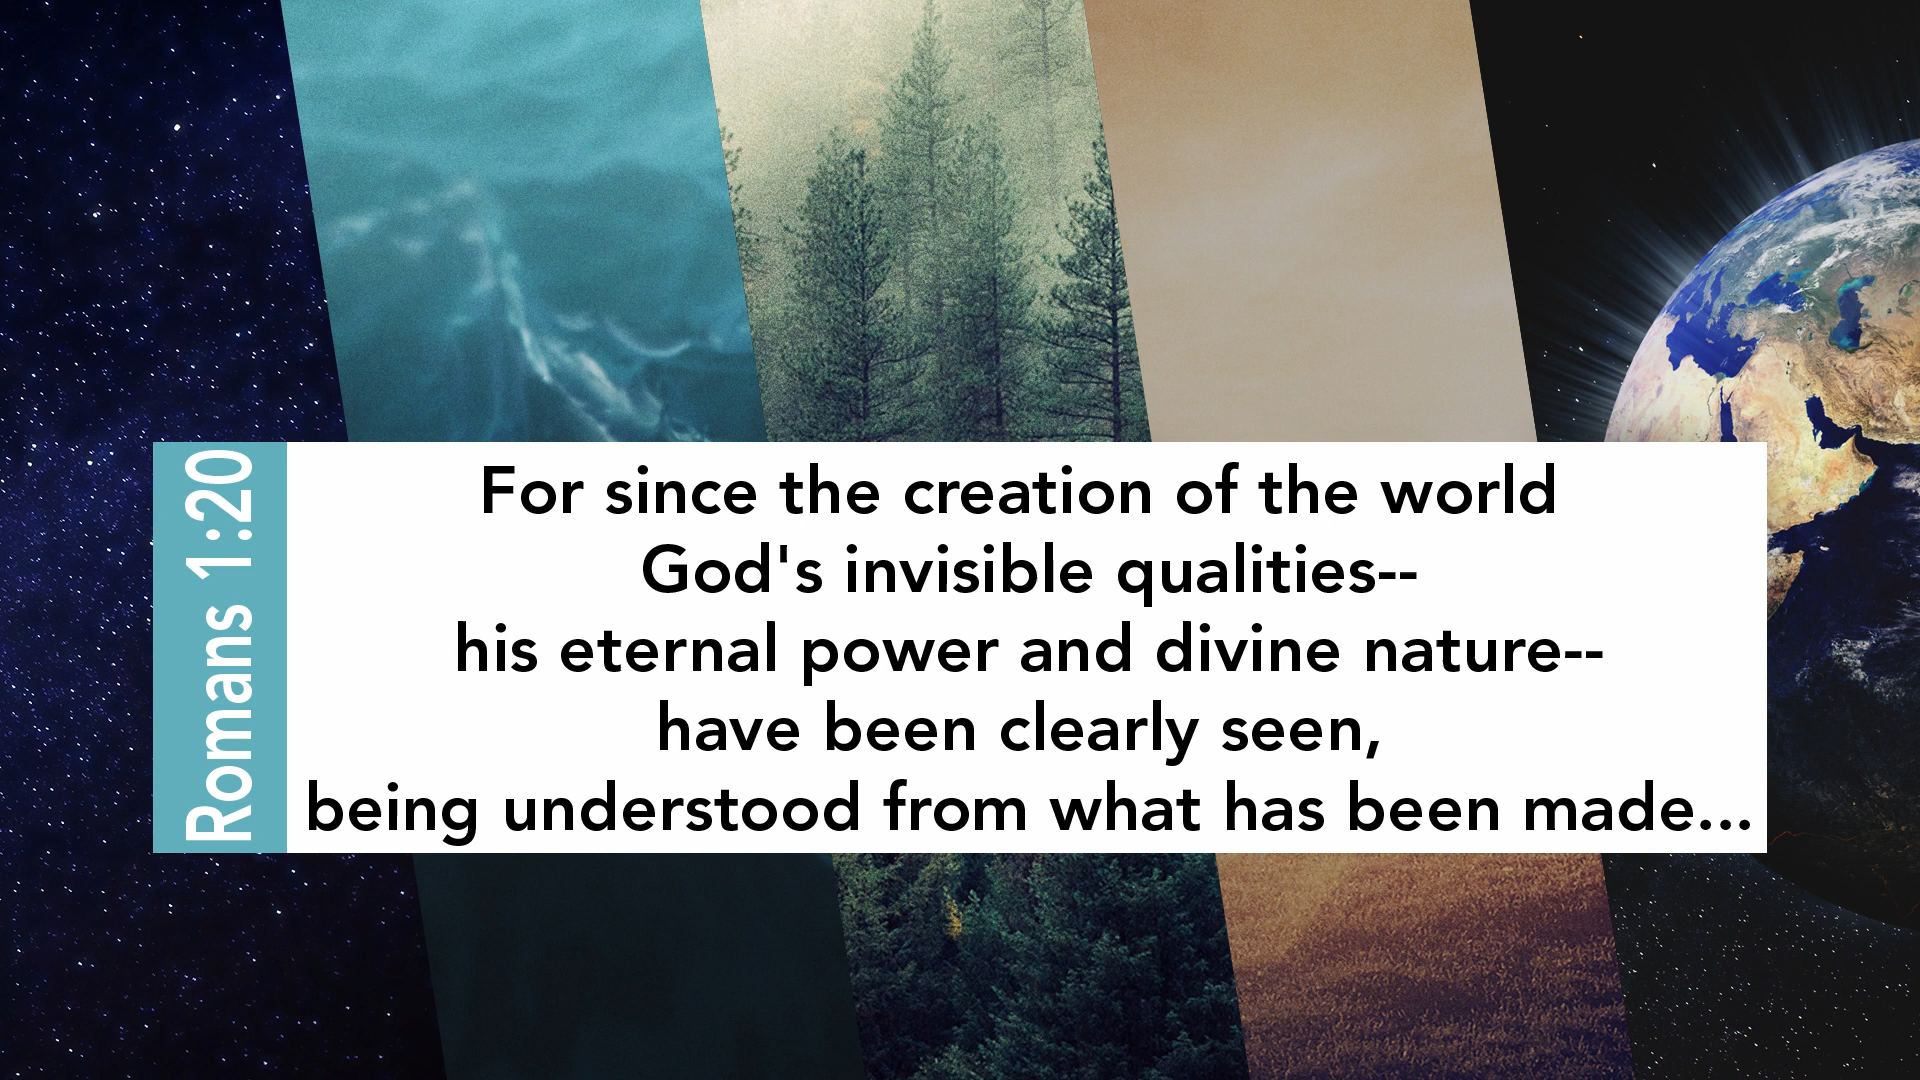 Romans 1:20
For since the creation of the world
God's invisible qualities--
his eternal power and divine nature--
have been clearly seen,
being understood from what has been made...